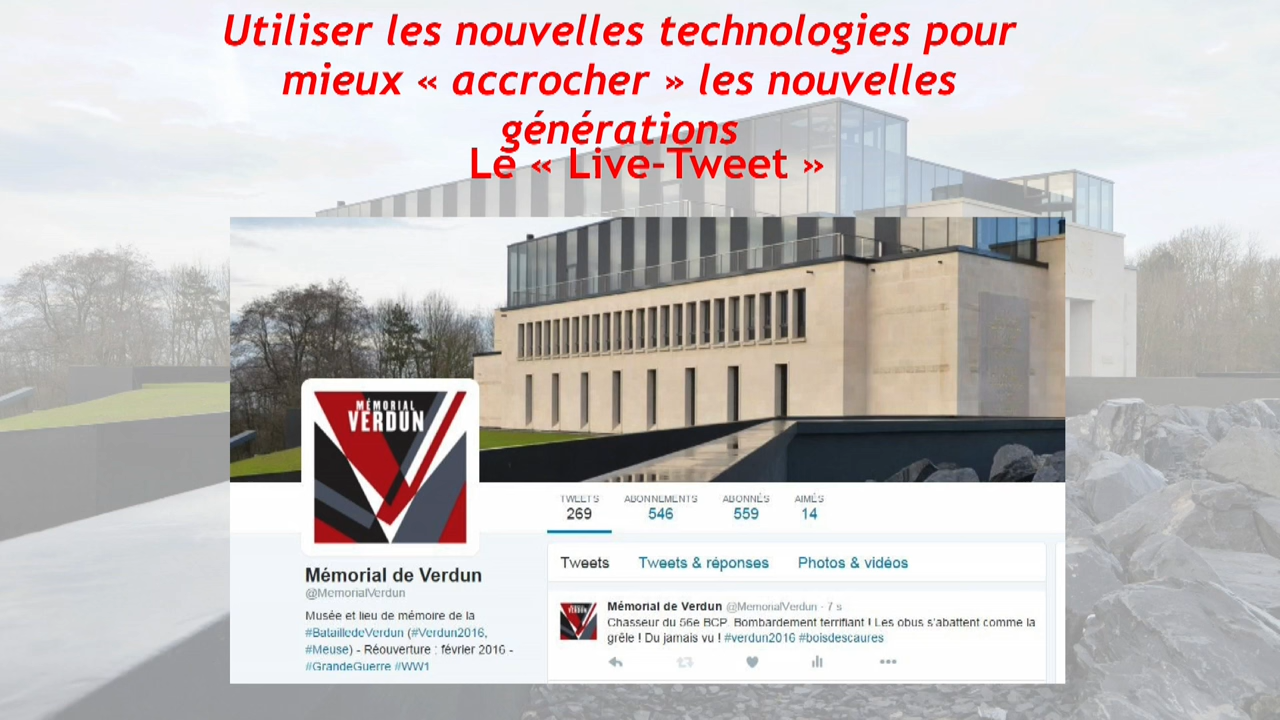 Utiliser les nouvelles technologies pour
mieux « accrocher » les nouvelles
générations
Le « Live-Tweet »
MÉMORIAL
VERDUN
TWEETS ABONNEMENTS ABONNÉS AIMÉS
269 546 559 14
Mémorial de Verdun
@MemorialVerdun
Musée et lieu de mémoire de la
#BatailledeVerdun (#Verdun2016,
#Meuse) - Réouverture : février 2016 -
#GrandeGuerre #WW1
Tweets Tweets & réponses Photos & vidéos
MÉMORIAL
VERDUN
Mémorial de Verdun @MemorialVerdun · 7 s
Chasseur du 56e BCP. Bombardement terrifiant ! Les obus s'abattent comme la
grêle ! Du jamais vu ! #verdun2016 #boisdescaures